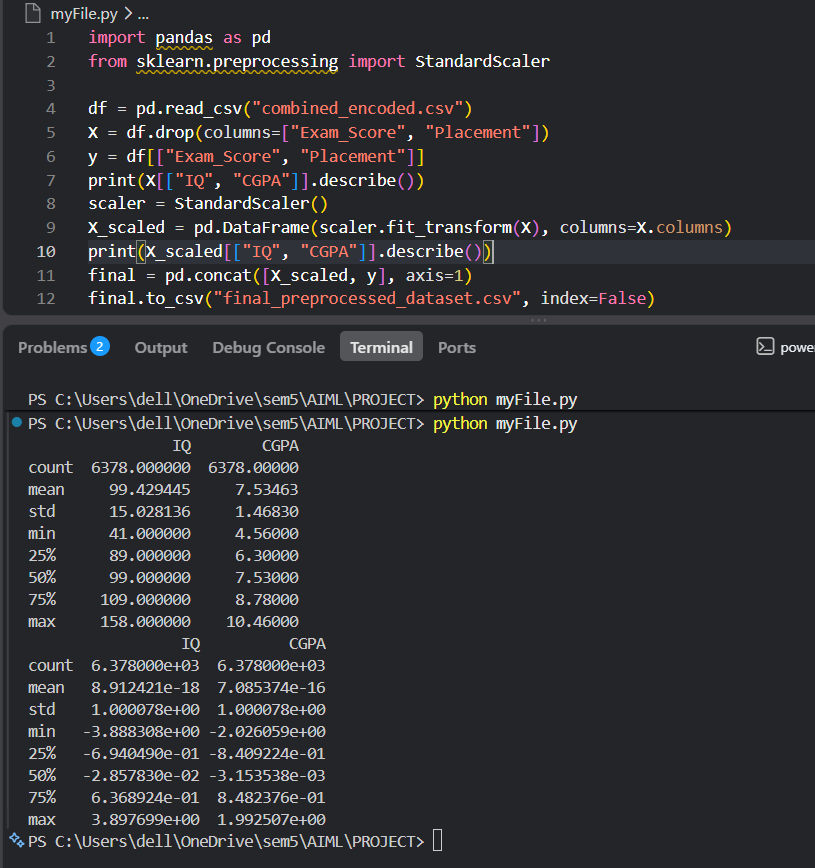 myFile.py > ...
1 import pandas as pd
2 from sklearn.preprocessing import StandardScaler
3
4 df = pd.read_csv("combined_encoded.csv")
5 X = df.drop(columns=["Exam_Score", "Placement"])
6 y = df[["Exam_Score", "Placement"]]
7 print(X[["IQ", "CGPA"]].describe())
8 scaler = StandardScaler()
9 X_scaled = pd.DataFrame(scaler.fit_transform(X), columns=X.columns)
10 print(X_scaled[["IQ", "CGPA"]].describe())
11 final = pd.concat([X_scaled, y], axis=1)
12 final.to_csv("final_preprocessed_dataset.csv", index=False)
Problems 2 Output Debug Console Terminal Ports power
PS C:\Users\dell\OneDrive\sem5\AIML\PROJECT> python myFile.py
PS C:\Users\dell\OneDrive\sem5\AIML\PROJECT> python myFile.py
IQ CGPA
count 6378.000000 6378.00000
mean 99.429445 7.53463
std 15.028136 1.46830
min 41.000000 4.56000
25% 89.000000 6.30000
50% 99.000000 7.53000
75% 109.000000 8.78000
max 158.000000 10.46000
IQ CGPA
count 6.378000e+03 6.378000e+03
mean 8.912421e-18 7.085374e-16
std 1.000078e+00 1.000078e+00
min -3.888308e+00 -2.026059e+00
25% -6.940490e-01 -8.409224e-01
50% -2.857830e-02 -3.153538e-03
75% 6.368924e-01 8.482376e-01
max 3.897699e+00 1.992507e+00
PS C:\Users\dell\OneDrive\sem5\AIML\PROJECT>